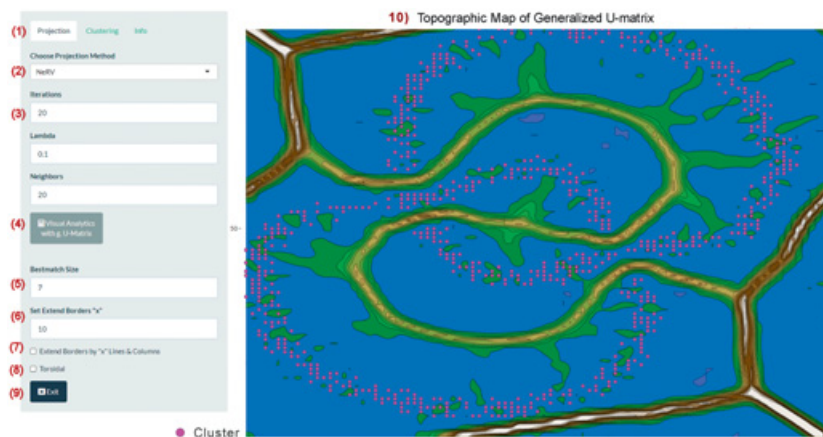 10) Topographic Map of Generalized U-matrix
(1) Projection Clustering Info
Choose Projection Method
(2) NeRV
Iterations
(3) 20
Lambda
0.1
Neighbors
20
(4) Visual Analytics
with g. U-Matrix
50
Bestmatch Size
(5) 7
(6) Set Extend Borders "x"
10
(7) Extend Borders by "x" Lines & Columns
(8) Toroidal
(9) Exit
Cluster